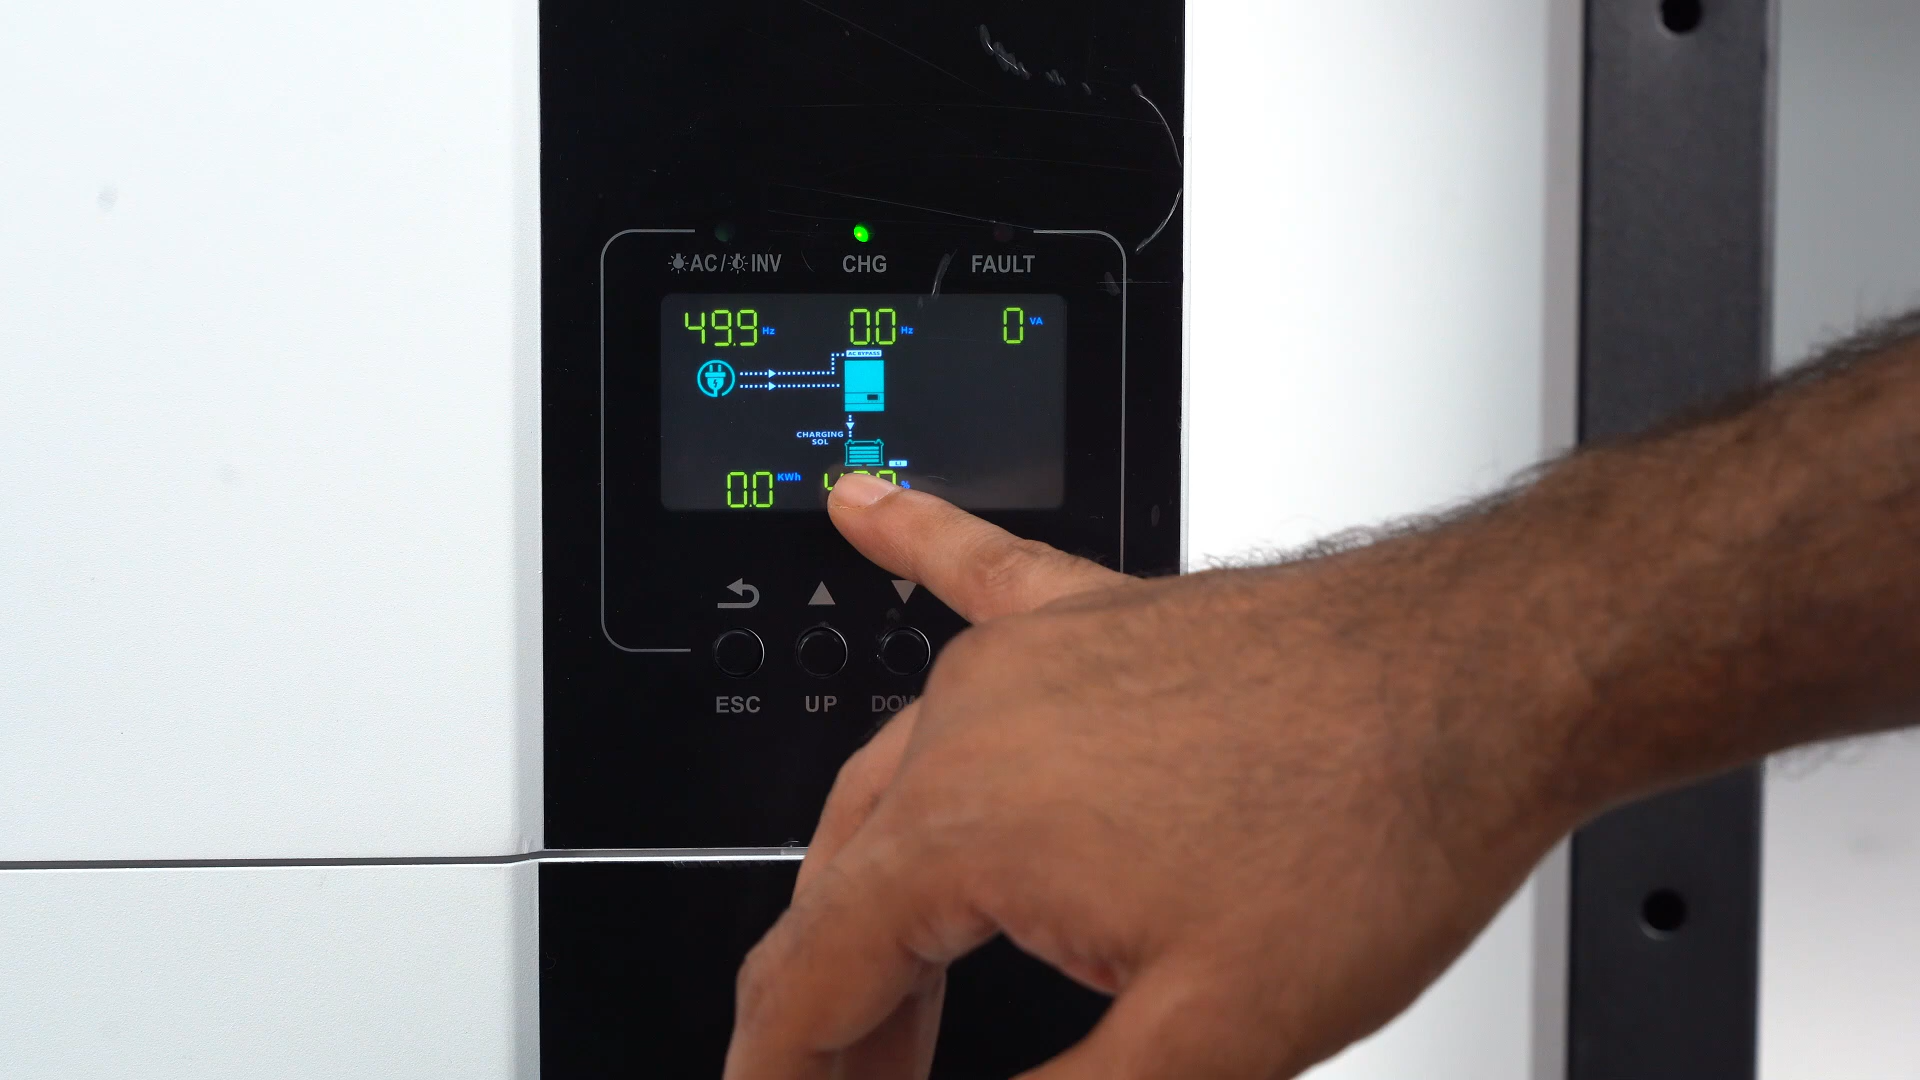 AC/ INV CHG FAULT
49.9 Hz 0.0 Hz 0 VA
AC BYPASS
CHARGING
SOL
LI
0.0 KWh %
ESC UP